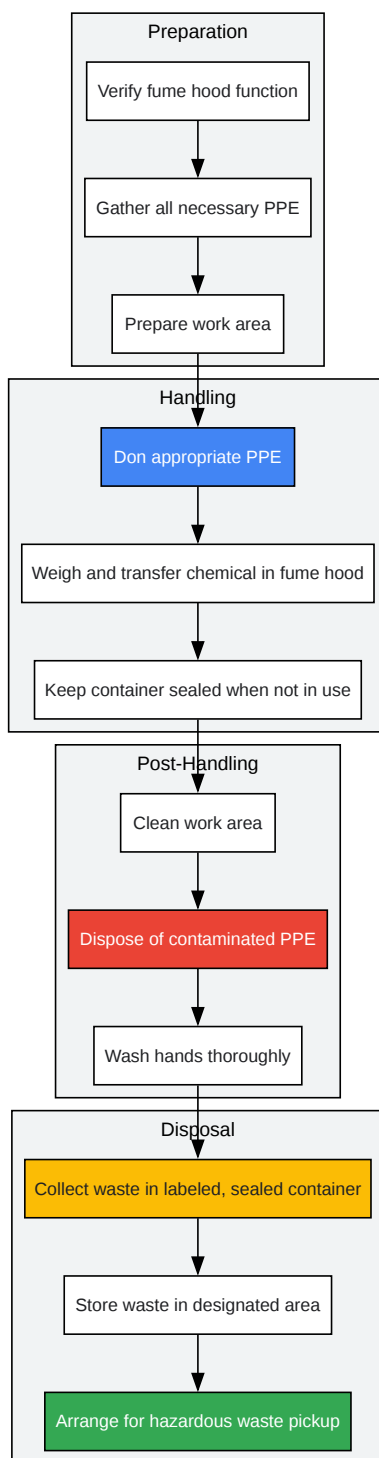 Preparation
Verify fume hood function
Gather all necessary PPE
Prepare work area
Handling
Don appropriate PPE
Weigh and transfer chemical in fume hood
Keep container sealed when not in use
Post-Handling
Clean work area
Dispose of contaminated PPE
Wash hands thoroughly
Disposal
Collect waste in labeled, sealed container
Store waste in designated area
Arrange for hazardous waste pickup